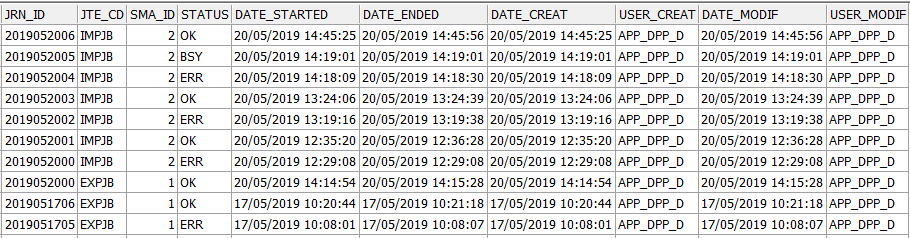 JRN_ID JTE_CD SMA_ID STATUS DATE_STARTED DATE_ENDED DATE_CREAT USER_CREAT DATE_MODIF USER_MODIF
2019052006 IMPJB 2 OK 20/05/2019 14:45:25 20/05/2019 14:45:56 20/05/2019 14:45:25 APP_DPP_D 20/05/2019 14:45:56 APP_DPP_D
2019052005 IMPJB 2 BSY 20/05/2019 14:19:01 20/05/2019 14:19:01 20/05/2019 14:19:01 APP_DPP_D 20/05/2019 14:19:01 APP_DPP_D
2019052004 IMPJB 2 ERR 20/05/2019 14:18:09 20/05/2019 14:18:30 20/05/2019 14:18:09 APP_DPP_D 20/05/2019 14:18:30 APP_DPP_D
2019052003 IMPJB 2 OK 20/05/2019 13:24:06 20/05/2019 13:24:39 20/05/2019 13:24:06 APP_DPP_D 20/05/2019 13:24:39 APP_DPP_D
2019052002 IMPJB 2 ERR 20/05/2019 13:19:16 20/05/2019 13:19:38 20/05/2019 13:19:16 APP_DPP_D 20/05/2019 13:19:38 APP_DPP_D
2019052001 IMPJB 2 OK 20/05/2019 12:35:20 20/05/2019 12:36:28 20/05/2019 12:35:20 APP_DPP_D 20/05/2019 12:36:28 APP_DPP_D
2019052000 IMPJB 2 ERR 20/05/2019 12:29:08 20/05/2019 12:29:08 20/05/2019 12:29:08 APP_DPP_D 20/05/2019 12:29:08 APP_DPP_D
2019052000 EXPJB 1 OK 20/05/2019 14:14:54 20/05/2019 14:15:28 20/05/2019 14:14:54 APP_DPP_D 20/05/2019 14:15:28 APP_DPP_D
2019051706 EXPJB 1 OK 17/05/2019 10:20:44 17/05/2019 10:21:18 17/05/2019 10:20:44 APP_DPP_D 17/05/2019 10:21:18 APP_DPP_D
2019051705 EXPJB 1 ERR 17/05/2019 10:08:01 17/05/2019 10:08:07 17/05/2019 10:08:01 APP_DPP_D 17/05/2019 10:08:07 APP_DPP_D